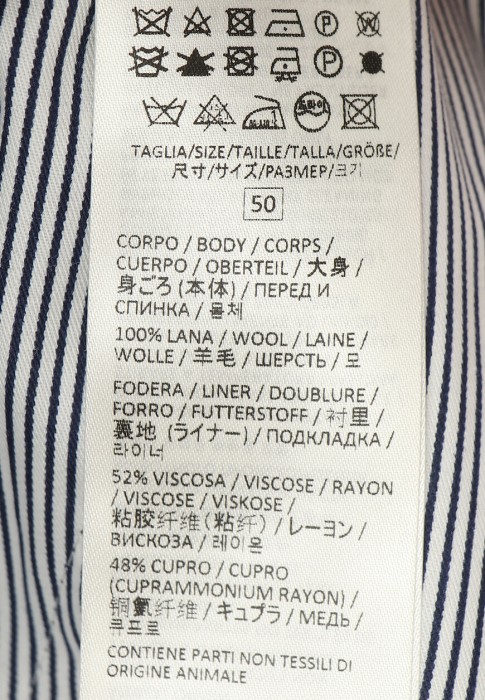 TAGLIA/SIZE/TAILLE/TALLA/GRÖßE/
尺寸/サイズ/РАЗМЕР/크기
50
CORPO / BODY / CORPS /
CUERPO / OBERTEIL / 大身 /
身ごろ (本体) / ПЕРЕД И
СПИНКА / 몸체
100% LANA / WOOL / LAINE /
WOLLE / 羊毛 / ШЕРСТЬ / 모
FODERA / LINER / DOUBLURE /
FORRO / FUTTERSTOFF / 衬里 /
裏地 (ライナー) / ПОДКЛАДКА /
라이너
52% VISCOSA / VISCOSE / RAYON
/ VISCOSE / VISKOSE /
粘胶纤维(粘纤) / レーヨン /
ВИСКОЗА / 레이온
48% CUPRO / CUPRO
(CUPRAMMONIUM RAYON) /
铜氨纤维 / キュプラ / МЕДЬ /
큐프로
CONTIENE PARTI NON TESSILI DI
ORIGINE ANIMALE